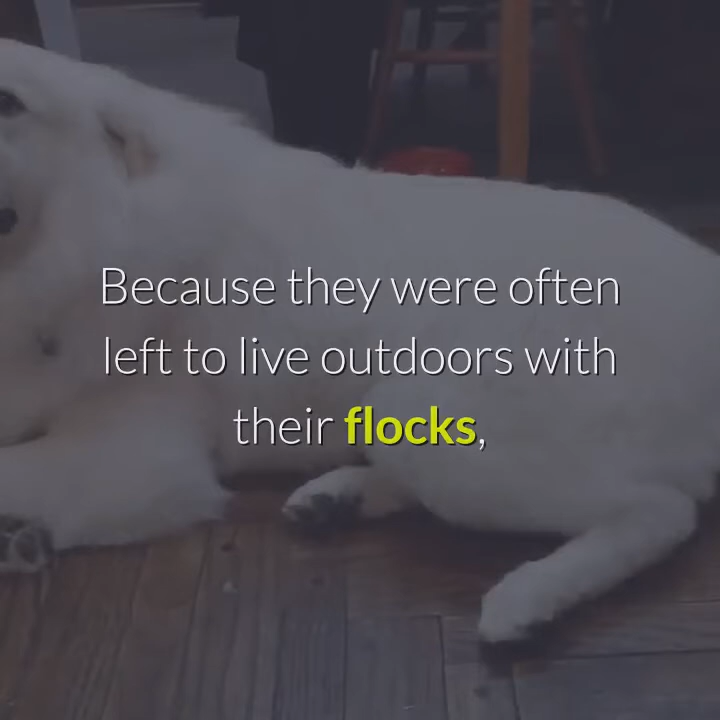 Because they were often
left to live outdoors with
their flocks,